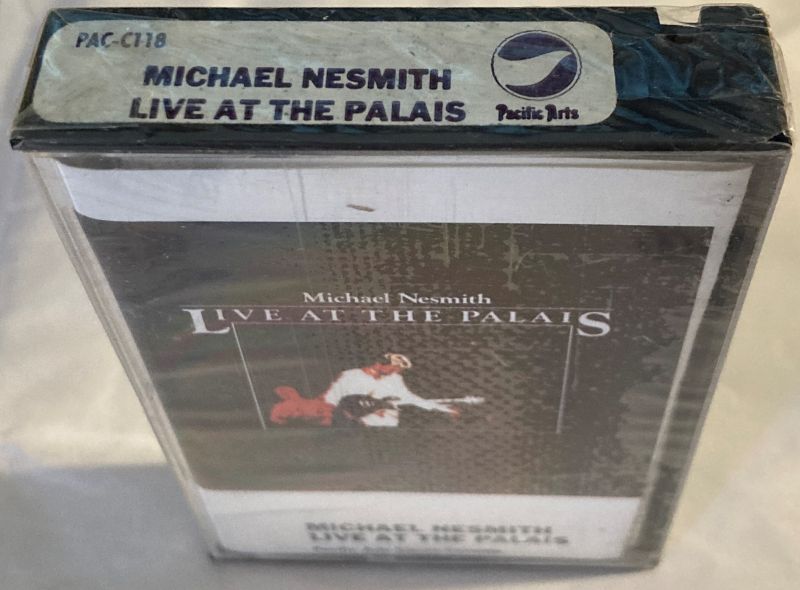 PAC-C118
MICHAEL NESMITH
LIVE AT THE PALAIS
Pacific Arts
Michael Nesmith
LIVE AT THE PALAIS
MICHAEL NESMITH
LIVE AT THE PALAIS